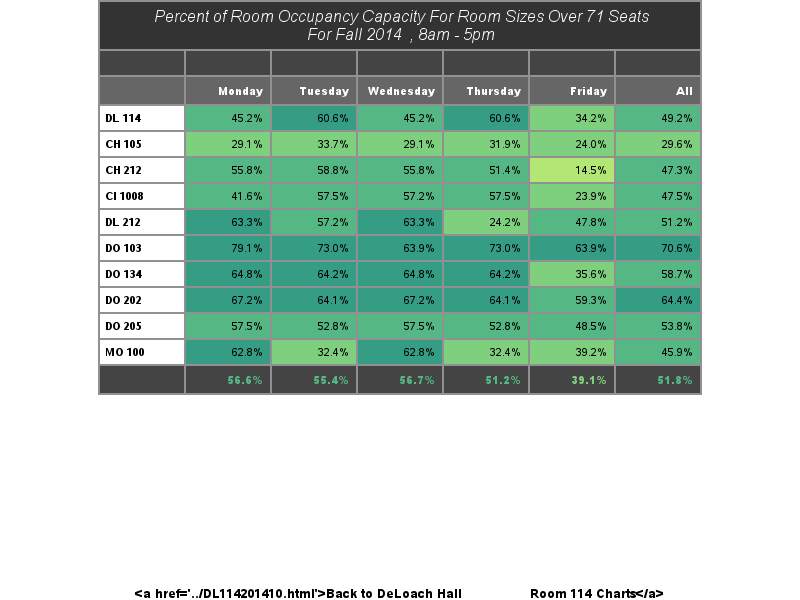 Percent of Room Occupancy Capacity For Room Sizes Over 71 Seats
For Fall 2014 , 8am - 5pm
Monday Tuesday Wednesday Thursday Friday All
DL 114 45.2% 60.6% 45.2% 60.6% 34.2% 49.2%
CH 105 29.1% 33.7% 29.1% 31.9% 24.0% 29.6%
CH 212 55.8% 58.8% 55.8% 51.4% 14.5% 47.3%
CI 1008 41.6% 57.5% 57.2% 57.5% 23.9% 47.5%
DL 212 63.3% 57.2% 63.3% 24.2% 47.8% 51.2%
DO 103 79.1% 73.0% 63.9% 73.0% 63.9% 70.6%
DO 134 64.8% 64.2% 64.8% 64.2% 35.6% 58.7%
DO 202 67.2% 64.1% 67.2% 64.1% 59.3% 64.4%
DO 205 57.5% 52.8% 57.5% 52.8% 48.5% 53.8%
MO 100 62.8% 32.4% 62.8% 32.4% 39.2% 45.9%
56.6% 55.4% 56.7% 51.2% 39.1% 51.8%
<a href='../DL114201410.html'>Back to DeLoach Hall Room 114 Charts</a>